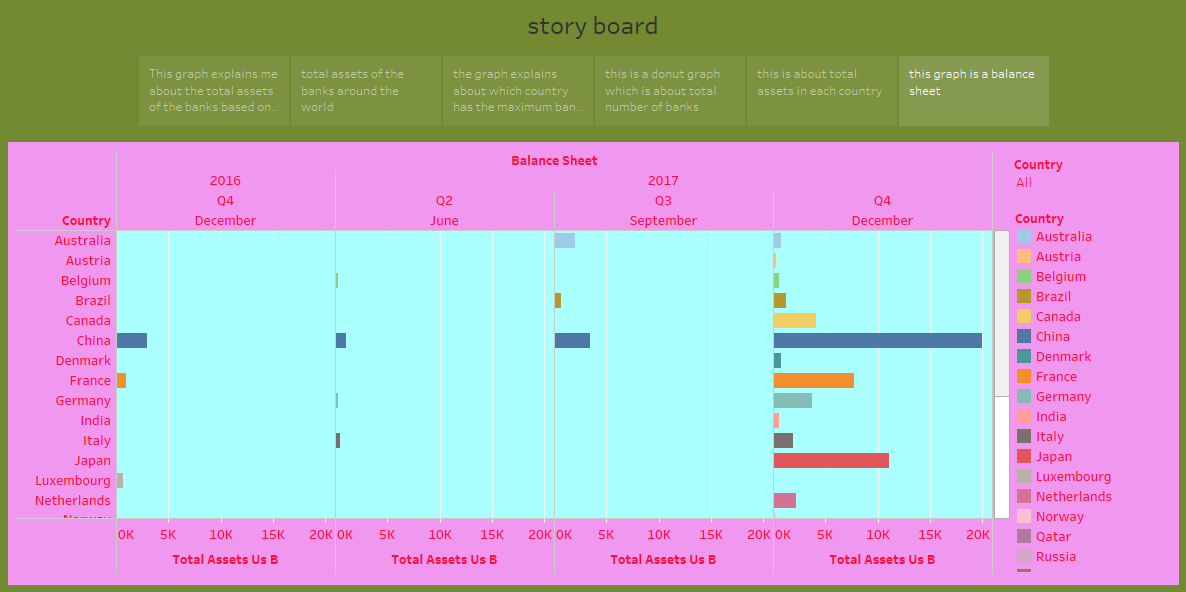 story board
This graph explains me
about the total assets
of the banks based on..
total assets of the
banks around the
world
the graph explains
about which country
has the maximum ban..
this is a donut graph
which is about total
number of banks
this is about total
assets in each country
this graph is a balance
sheet
Balance Sheet
2016 2017
Q4 Q2 Q3 Q4
Country December June September December
Australia
Austria
Belgium
Brazil
Canada
China
Denmark
France
Germany
India
Italy
Japan
Luxembourg
Netherlands
Norway
0K 5K 10K 15K 20K 0K 5K 10K 15K 20K 0K 5K 10K 15K 20K 0K 5K 10K 15K 20K
Total Assets Us B Total Assets Us B Total Assets Us B Total Assets Us B
Country
All
Country
Australia
Austria
Belgium
Brazil
Canada
China
Denmark
France
Germany
India
Italy
Japan
Luxembourg
Netherlands
Norway
Qatar
Russia